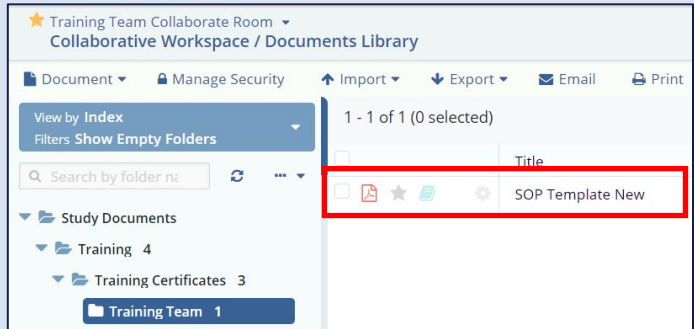 Training Team Collaborate Room
Collaborative Workspace / Documents Library
Document Manage Security Import Export Email Print
View by Index
Filters Show Empty Folders
1 - 1 of 1 (0 selected)
Search by folder na
Title
SOP Template New
Study Documents
Training 4
Training Certificates 3
Training Team 1